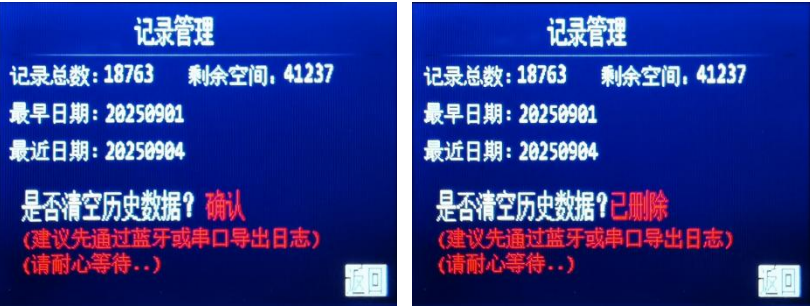 记录管理
记录总数:18763 剩余空间:41237
最早日期:20250901
最近日期:20250904
是否清空历史数据? 确认
(建议先通过蓝牙或串口导出日志)
(请耐心等待..)
返回
记录管理
记录总数:18763 剩余空间:41237
最早日期:20250901
最近日期:20250904
是否清空历史数据?已删除
(建议先通过蓝牙或串口导出日志)
(请耐心等待..)
返回